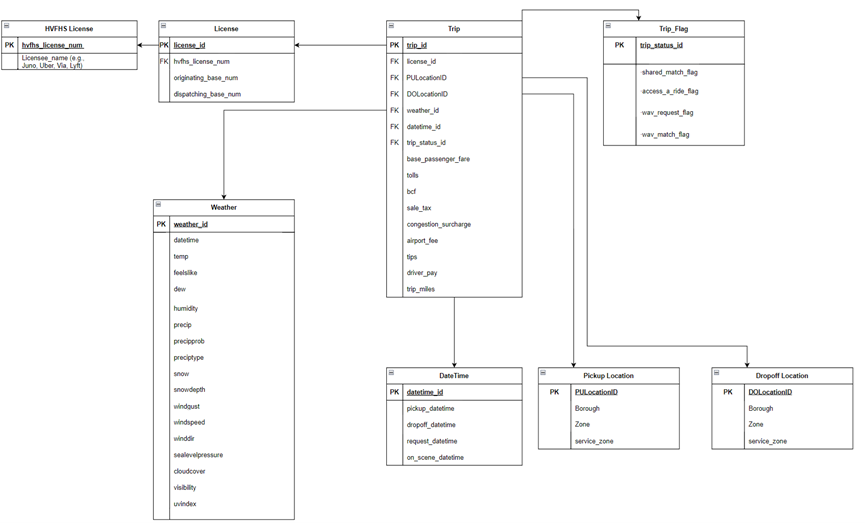 HVFHS License
PK hvfhs_license_num
Licensee_name (e.g.,
Juno, Uber, Via, Lyft)
License
PK license_id
FK hvfhs_license_num
originating_base_num
dispatching_base_num
Trip
PK trip_id
FK license_id
FK PULocationID
FK DOLocationID
FK weather_id
FK datetime_id
FK trip_status_id
base_passenger_fare
tolls
bcf
sale_tax
congestion_surcharge
airport_fee
tips
driver_pay
trip_miles
Trip_Flag
PK trip_status_id
·shared_match_flag
·access_a_ride_flag
·wav_request_flag
·wav_match_flag
Weather
PK weather_id
datetime
temp
feelslike
dew
humidity
precip
precipprob
preciptype
snow
snowdepth
windgust
windspeed
winddir
sealevelpressure
cloudcover
visibility
uvindex
DateTime
PK datetime_id
pickup_datetime
dropoff_datetime
request_datetime
on_scene_datetime
Pickup Location
PK PULocationID
Borough
Zone
service_zone
Dropoff Location
PK DOLocationID
Borough
Zone
service_zone